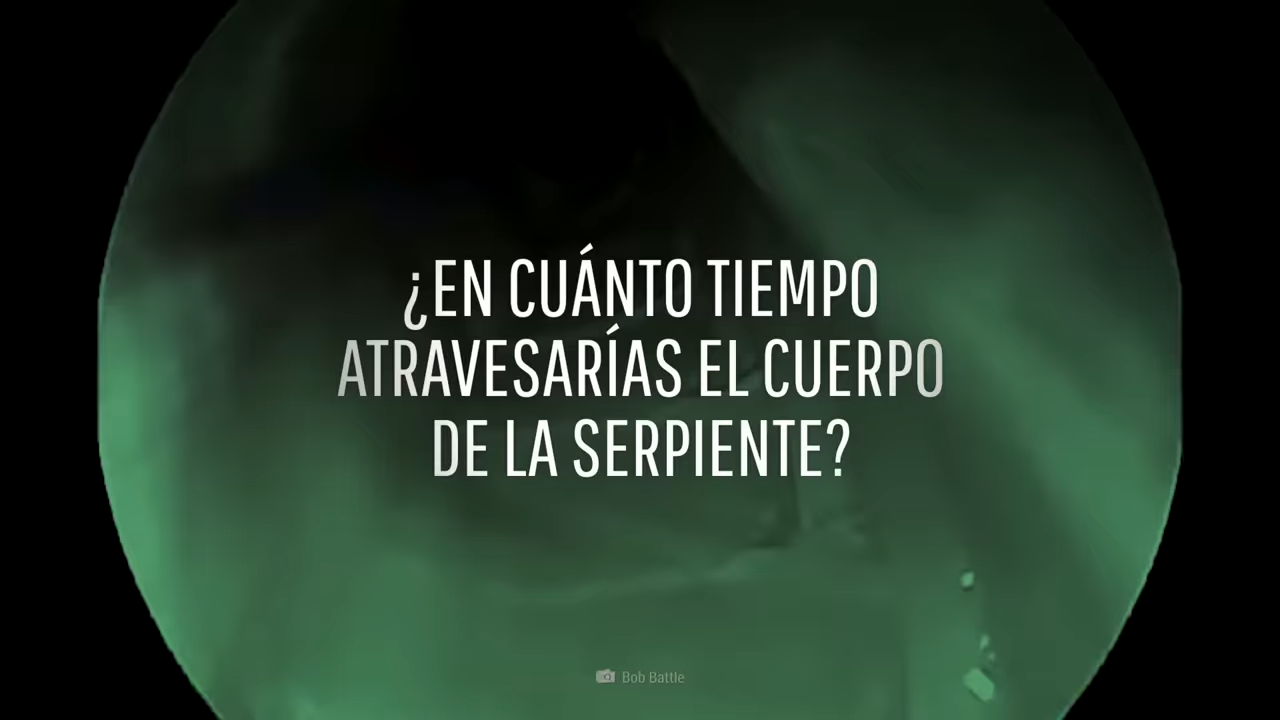 ¿EN CUÁNTO TIEMPO
ATRAVESARÍAS EL CUERPO
DE LA SERPIENTE?
Bob Battle